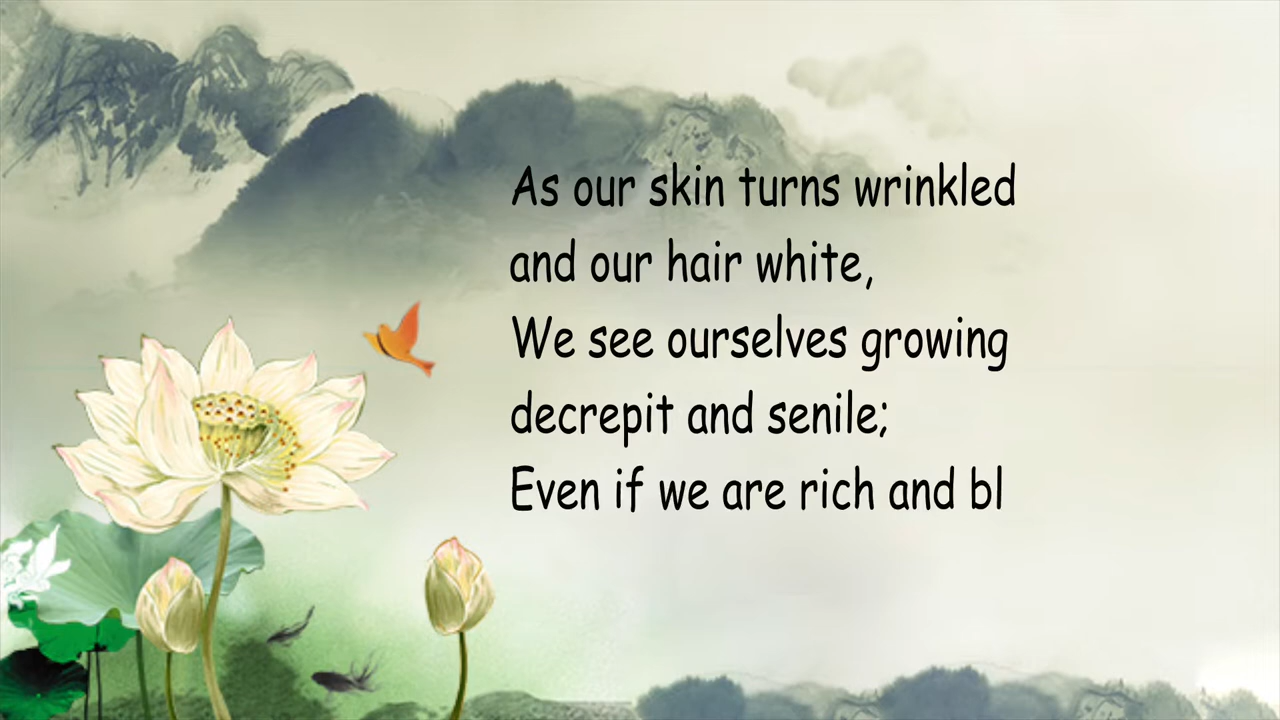 As our skin turns wrinkled
and our hair white,
We see ourselves growing
decrepit and senile;
Even if we are rich and bl